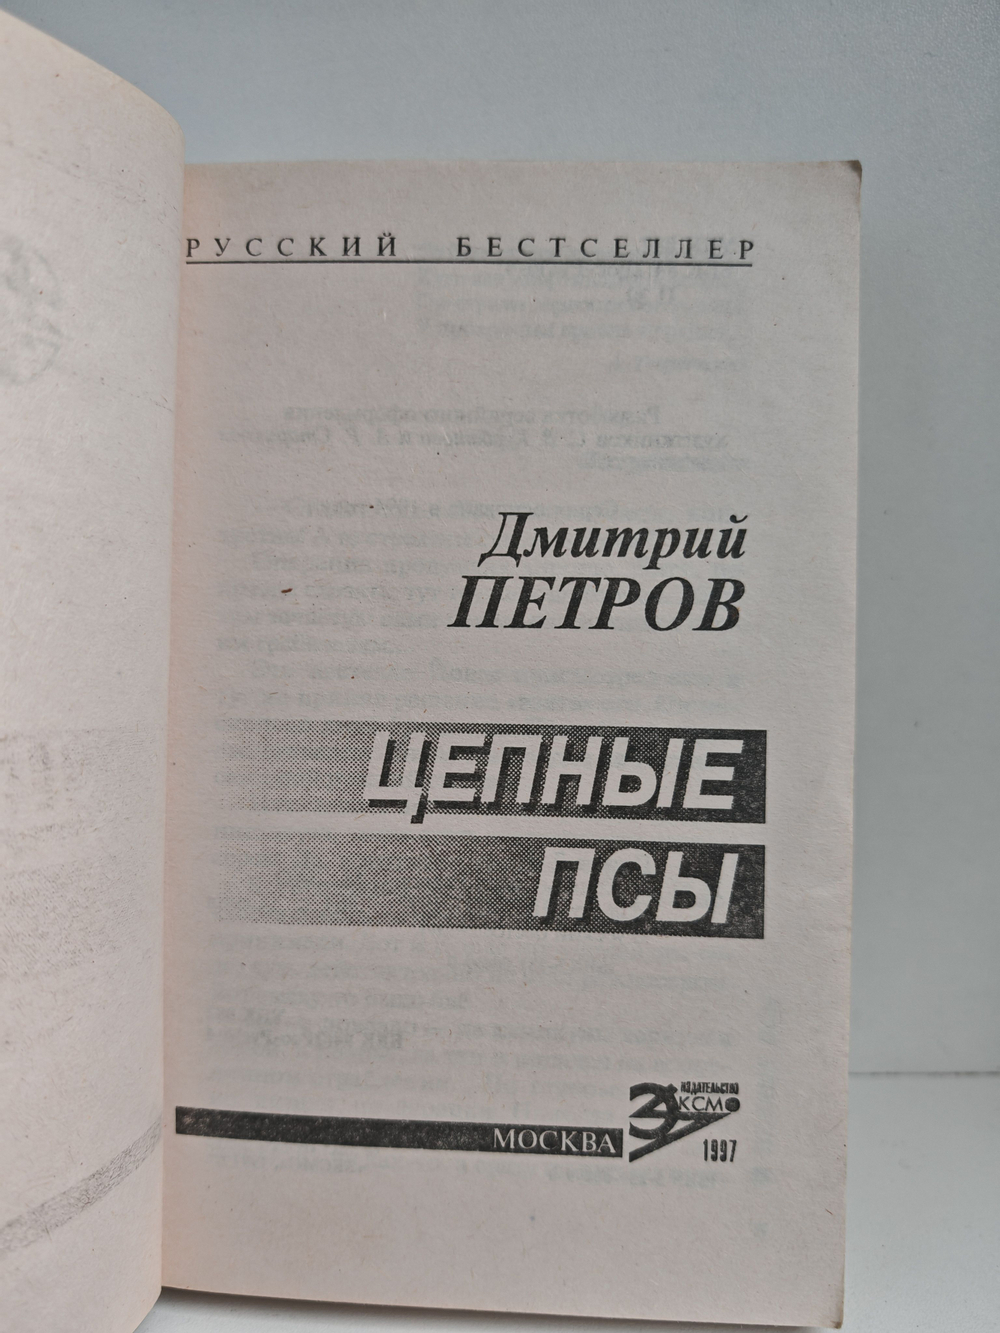 РУССКИЙ БЕСТСЕЛЛЕР
Дмитрий
ПЕТРОВ
ЦЕПНЫЕ
ПСЫ
МОСКВА
ИЗДАТЕЛЬСТВО
ЭКСМО
1997